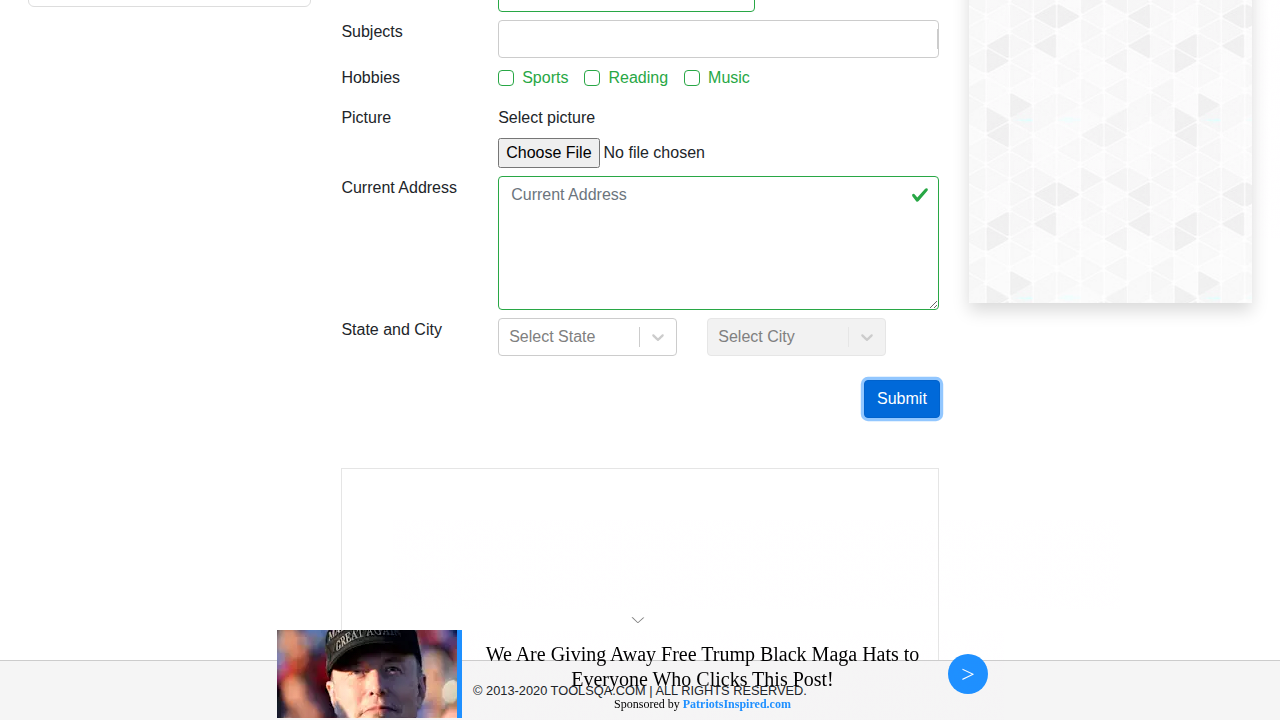 Subjects
Hobbies
Sports
Reading
Music
Picture
Select picture
Choose File No file chosen
Current Address
Current Address
State and City
Select State
Select City
Submit
GREAT AGAIN
We Are Giving Away Free Trump Black Maga Hats to
Everyone Who Clicks This Post!
© 2013-2020 TOOLSQA.COM | ALL RIGHTS RESERVED.
Sponsored by PatriotsInspired.com
>